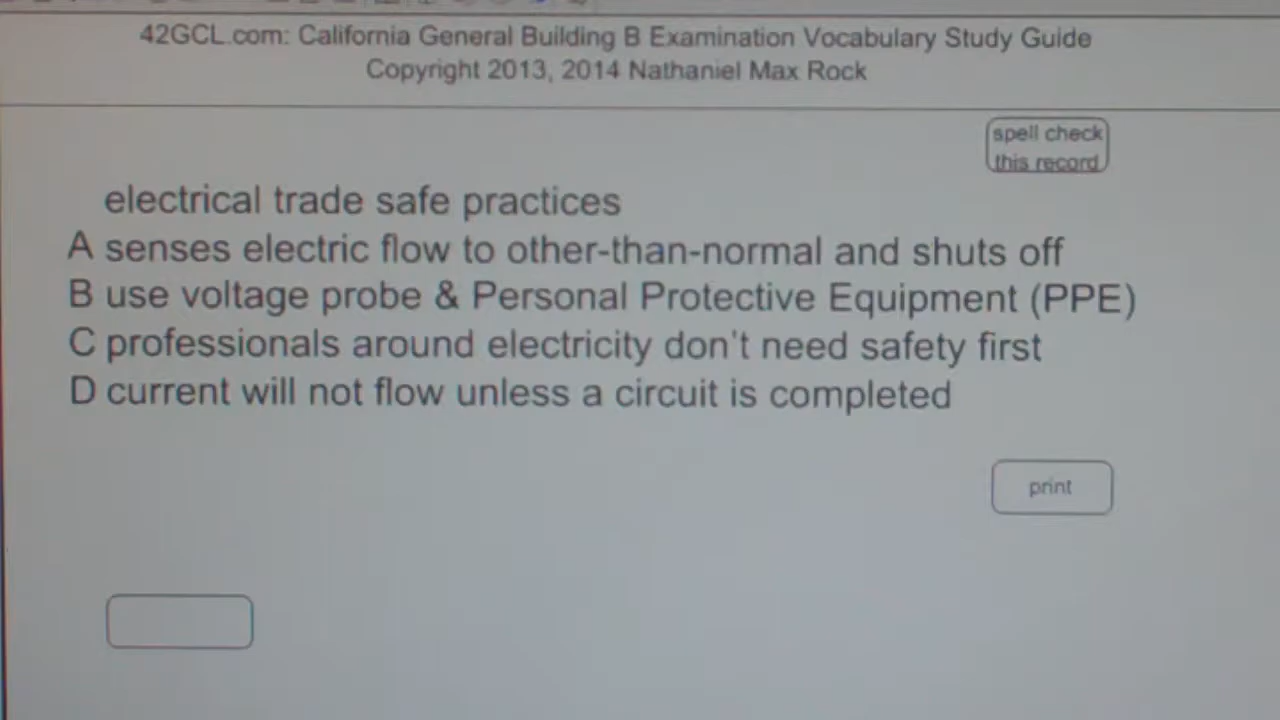 42GCL.com: California General Building B Examination Vocabulary Study Guide
Copyright 2013, 2014 Nathaniel Max Rock
spell check
this record
electrical trade safe practices
A senses electric flow to other-than-normal and shuts off
B use voltage probe & Personal Protective Equipment (PPE)
C professionals around electricity don't need safety first
D current will not flow unless a circuit is completed
print